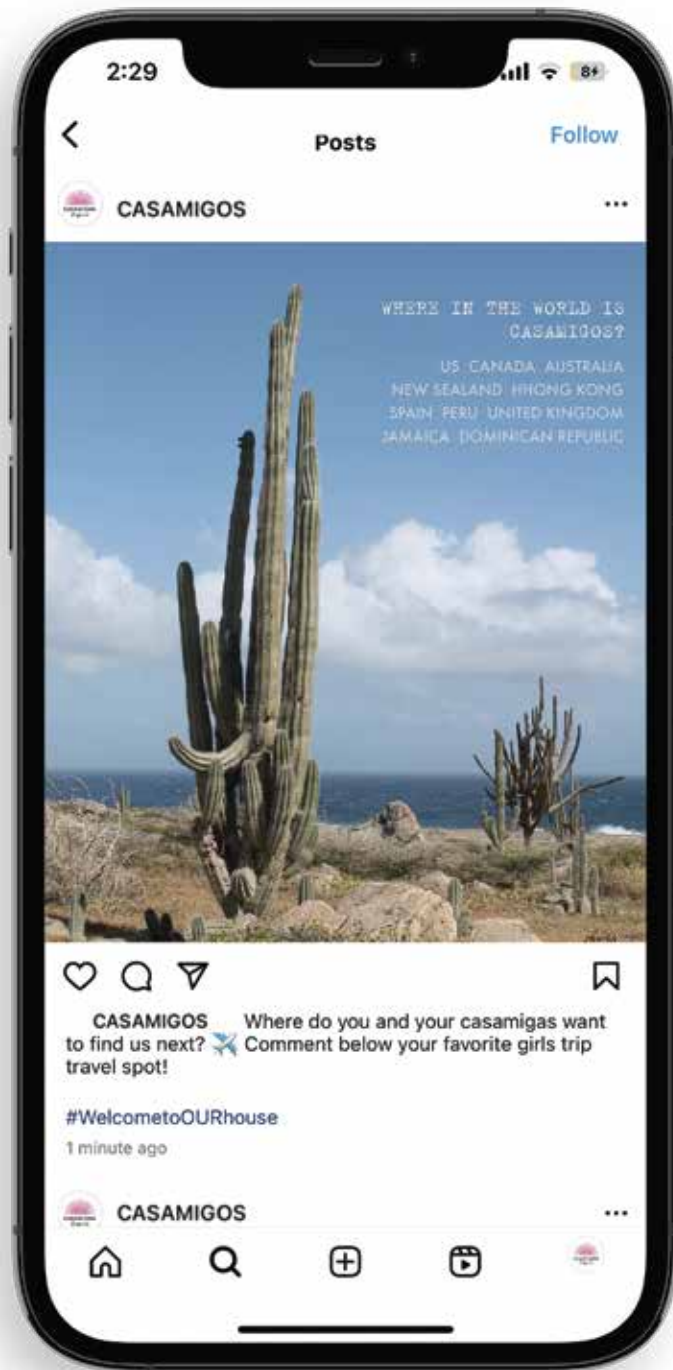 2:29
84
Posts
Follow
CASAMIGOS
WHERE IN THE WORLD IS
CASAMIGOS?
US CANADA AUSTRALIA
NEW SEALAND HHONG KONG
SPAIN PERU UNITED KINGDOM
JAMAICA DOMINICAN REPUBLIC
CASAMIGOS Where do you and your casamigas want
to find us next? ✈️ Comment below your favorite girls trip
travel spot!
#WelcometoOURhouse
1 minute ago
CASAMIGOS